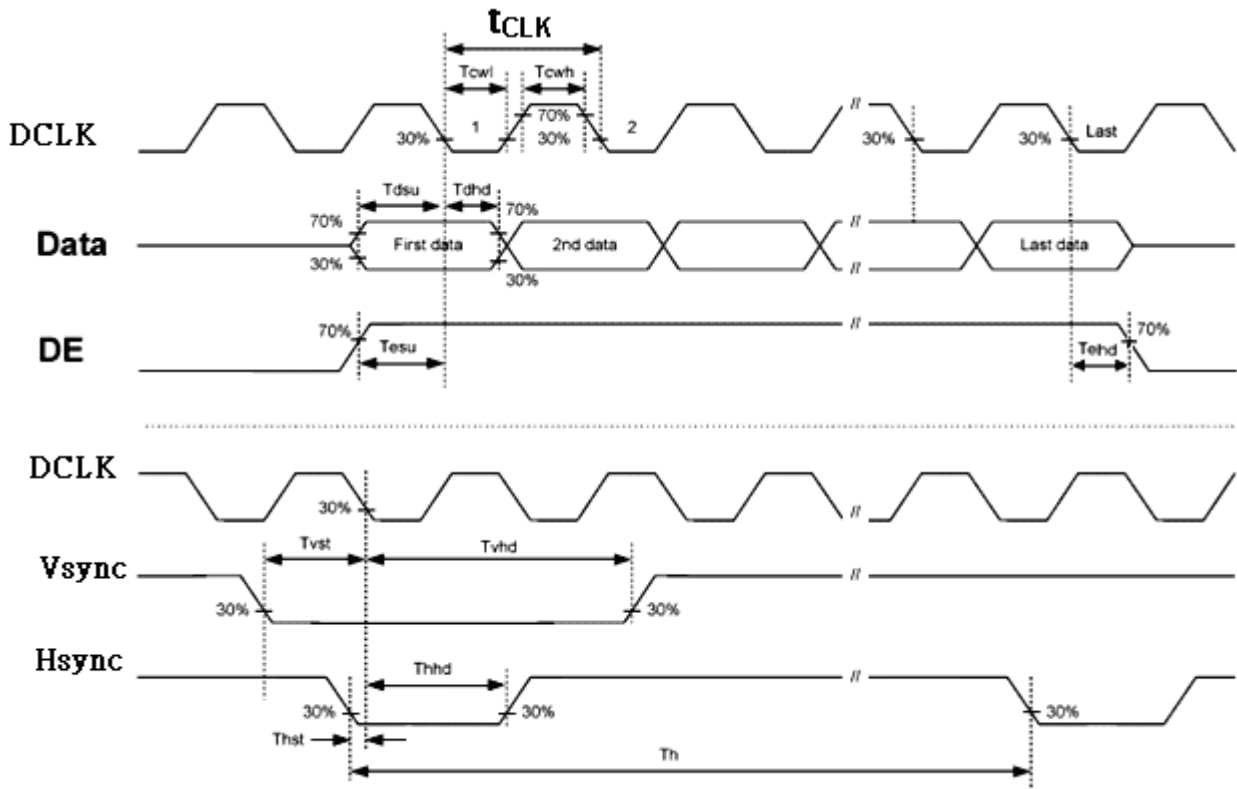 tCLK
Tcwl Tcwh
DCLK 30% 1 70% 30% 2 // 30% 30% Last
Tdsu Tdhd
70% 70%
Data First data 2nd data // Last data
30% 30%
DE 70% // 70%
Tesu Tehd
DCLK 30% //
Tvst Tvhd
Vsync 30% 30% //
Hsync Thhd //
30% 30% 30%
Thst
Th